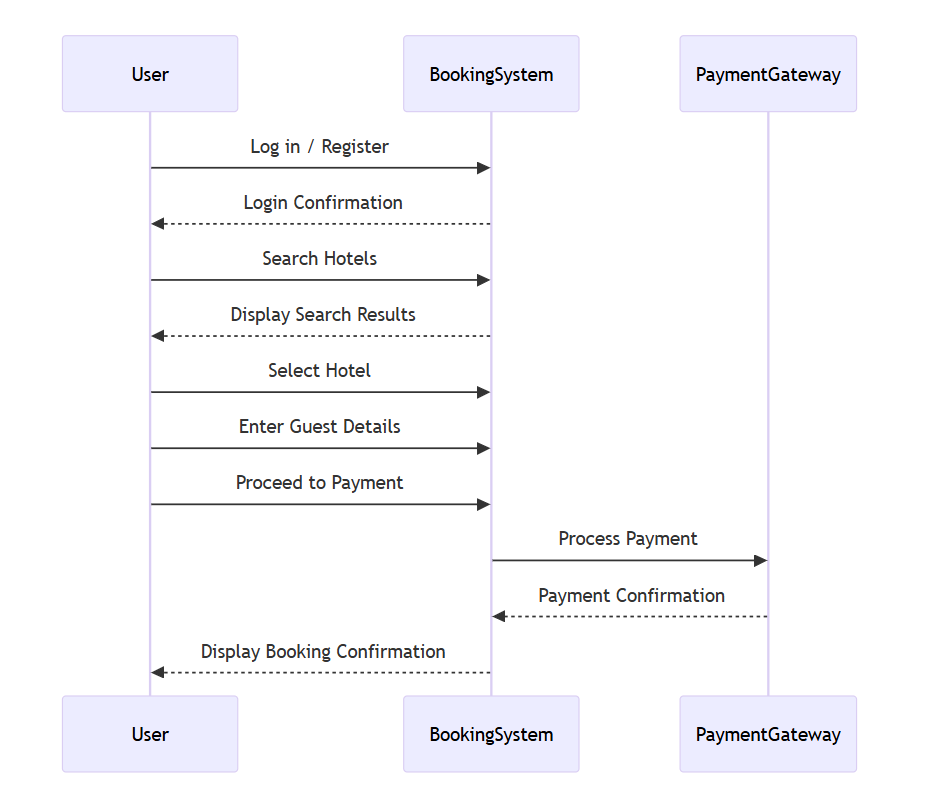 User
BookingSystem
PaymentGateway
Log in / Register
Login Confirmation
Search Hotels
Display Search Results
Select Hotel
Enter Guest Details
Proceed to Payment
Process Payment
Payment Confirmation
Display Booking Confirmation
User
BookingSystem
PaymentGateway